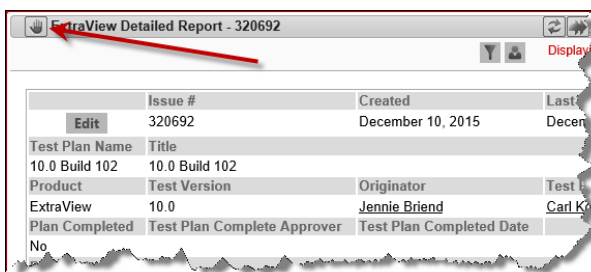 ExtraView Detailed Report - 320692
Issue # Created
Edit 320692 December 10, 2015
Test Plan Name Title
10.0 Build 102 10.0 Build 102
Product Test Version Originator Test
ExtraView 10.0 Jennie Briend Carl
Plan Completed Test Plan Complete Approver Test Plan Completed Date
No